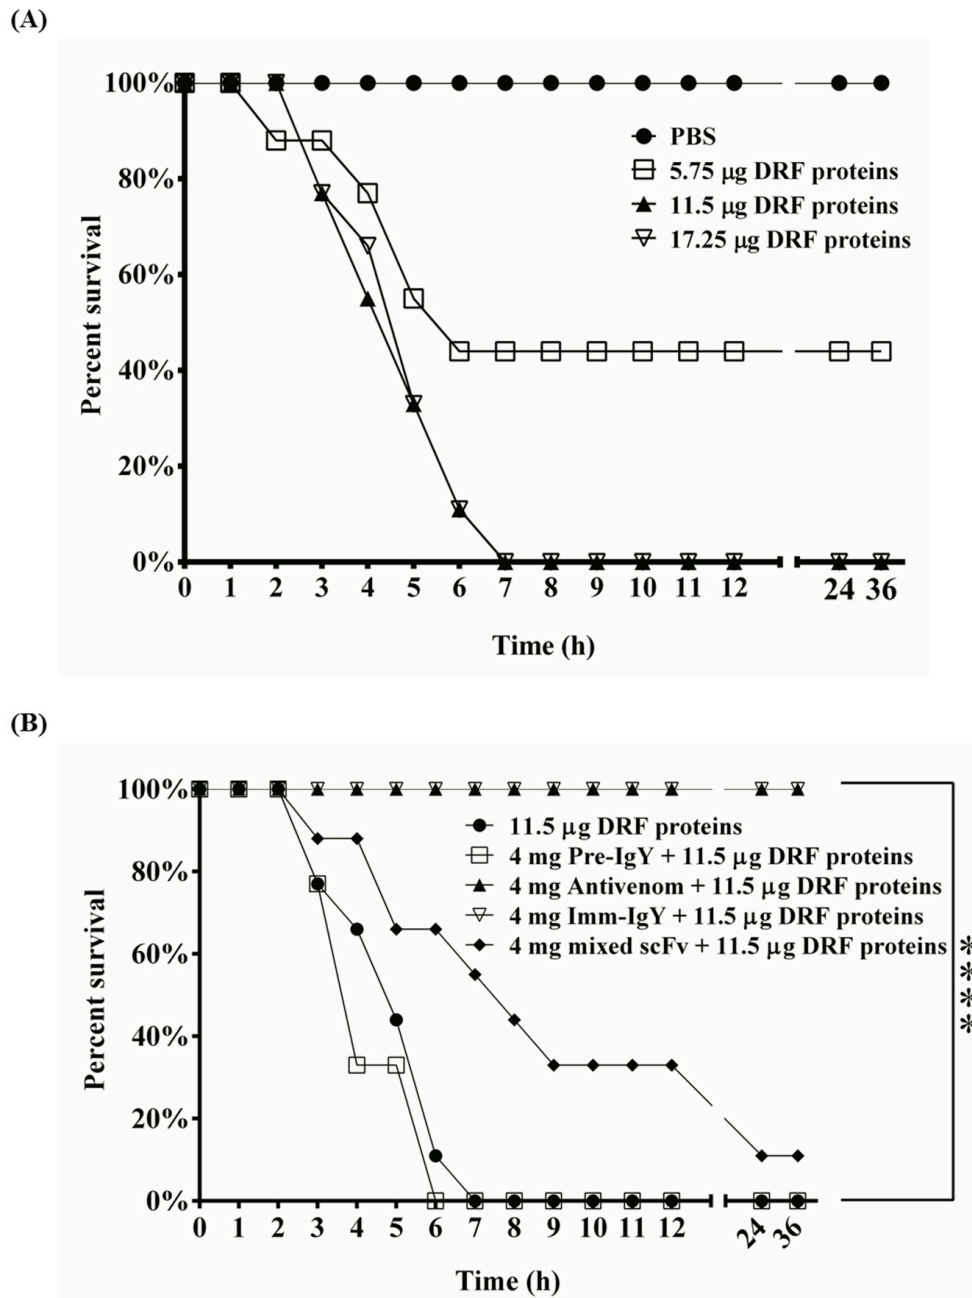 (A)
100%
80%
60%
40%
20%
0%
Percent survival
PBS
5.75 μg DRF proteins
11.5 μg DRF proteins
17.25 μg DRF proteins
0 1 2 3 4 5 6 7 8 9 10 11 12 24 36
Time (h)
(B)
100%
80%
60%
40%
20%
0%
Percent survival
11.5 μg DRF proteins
4 mg Pre-IgY + 11.5 μg DRF proteins
4 mg Antivenom + 11.5 μg DRF proteins
4 mg Imm-IgY + 11.5 μg DRF proteins
4 mg mixed scFv + 11.5 μg DRF proteins
****
0 1 2 3 4 5 6 7 8 9 10 11 12 24 36
Time (h)